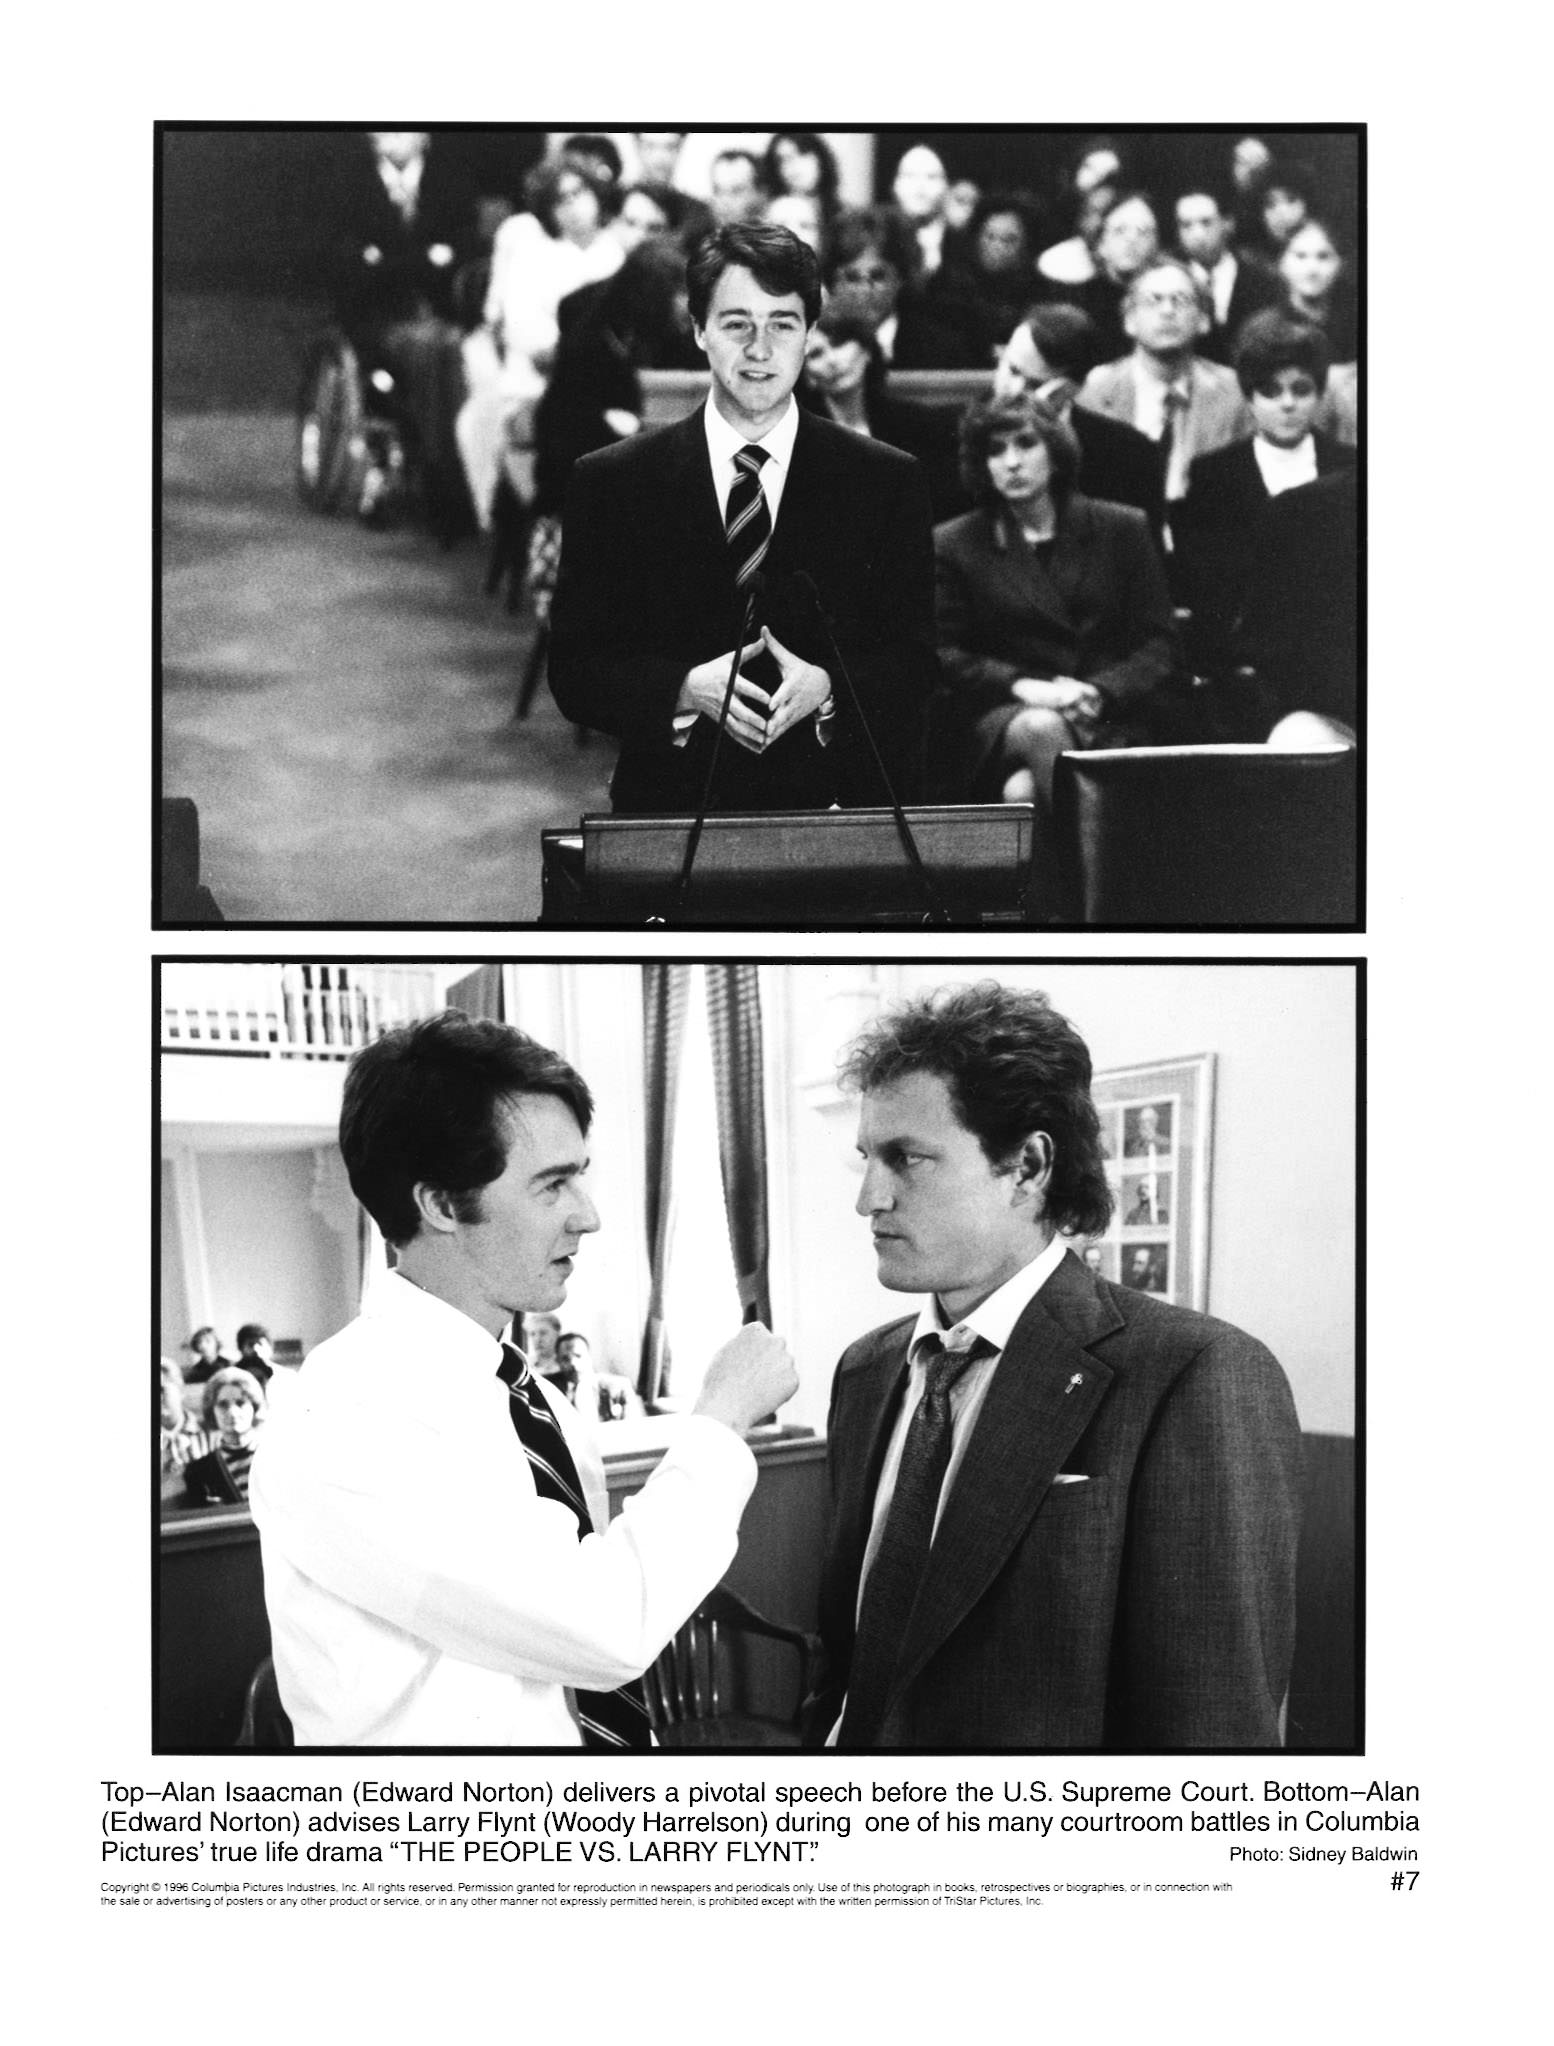 Top–Alan Isaacman (Edward Norton) delivers a pivotal speech before the U.S. Supreme Court. Bottom–Alan
(Edward Norton) advises Larry Flynt (Woody Harrelson) during one of his many courtroom battles in Columbia
Pictures' true life drama “THE PEOPLE VS. LARRY FLYNT.”
Photo: Sidney Baldwin
#7
Copyright © 1996 Columbia Pictures Industries, Inc. All rights reserved. Permission granted for reproduction in newspapers and periodicals only. Use of this photograph in books, retrospectives or biographies, or in connection with
the sale or advertising of posters or any other product or service, or in any other manner not expressly permitted herein, is prohibited except with the written permission of TriStar Pictures, Inc.